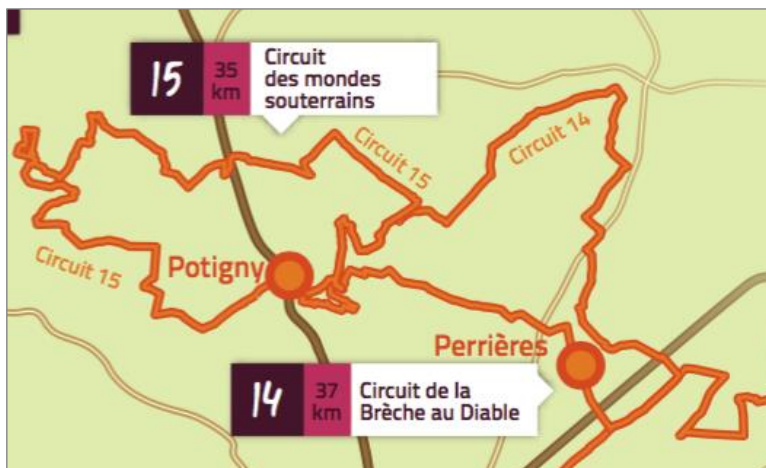 15
35
km
Circuit
des mondes
souterrains
Circuit 15
Circuit 14
Circuit 15
Potigny
Perrières
14
37
km
Circuit de la
Brèche au Diable